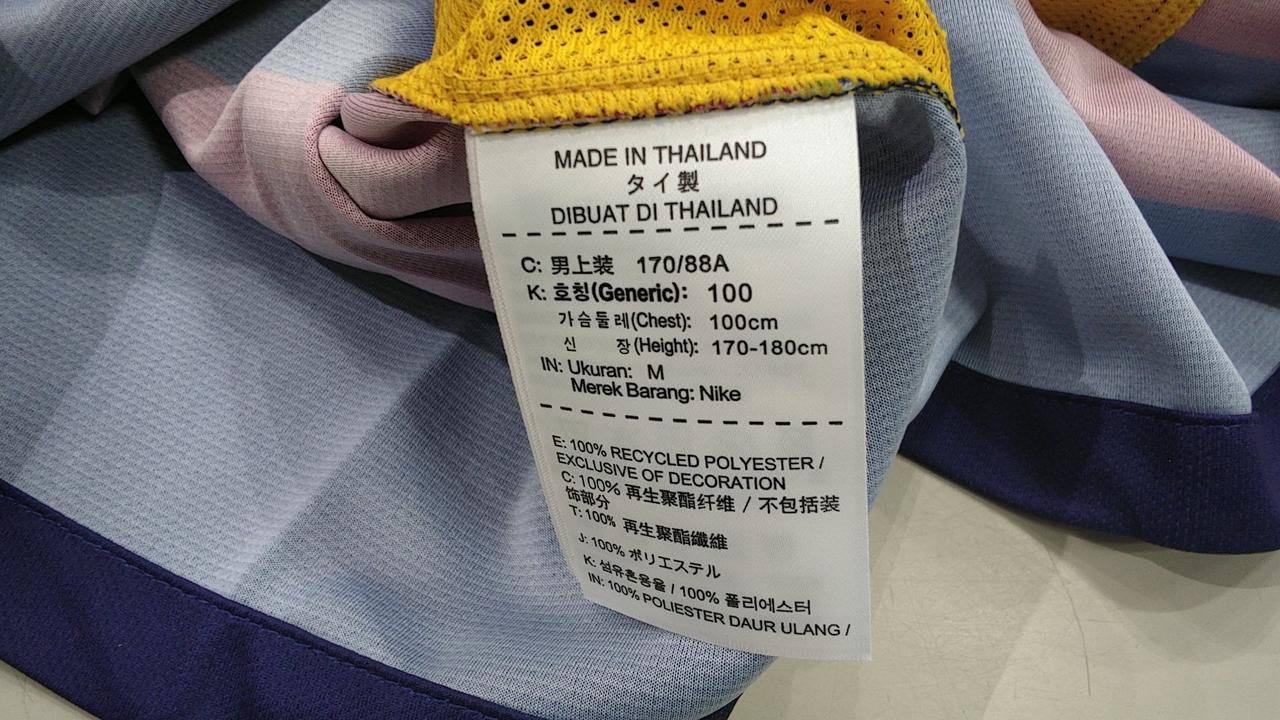 MADE IN THAILAND
タイ製
DIBUAT DI THAILAND
C: 男上装 170/88A
K: 호칭(Generic): 100
가슴둘레(Chest): 100cm
신 장(Height): 170-180cm
IN: Ukuran: M
Merek Barang: Nike
E: 100% RECYCLED POLYESTER /
EXCLUSIVE OF DECORATION
C: 100% 再生聚酯纤维 / 不包括装
饰部分
T: 100% 再生聚酯纖維
J: 100% ポリエステル
K: 섬유혼용율 / 100% 폴리에스터
IN: 100% POLIESTER DAUR ULANG /